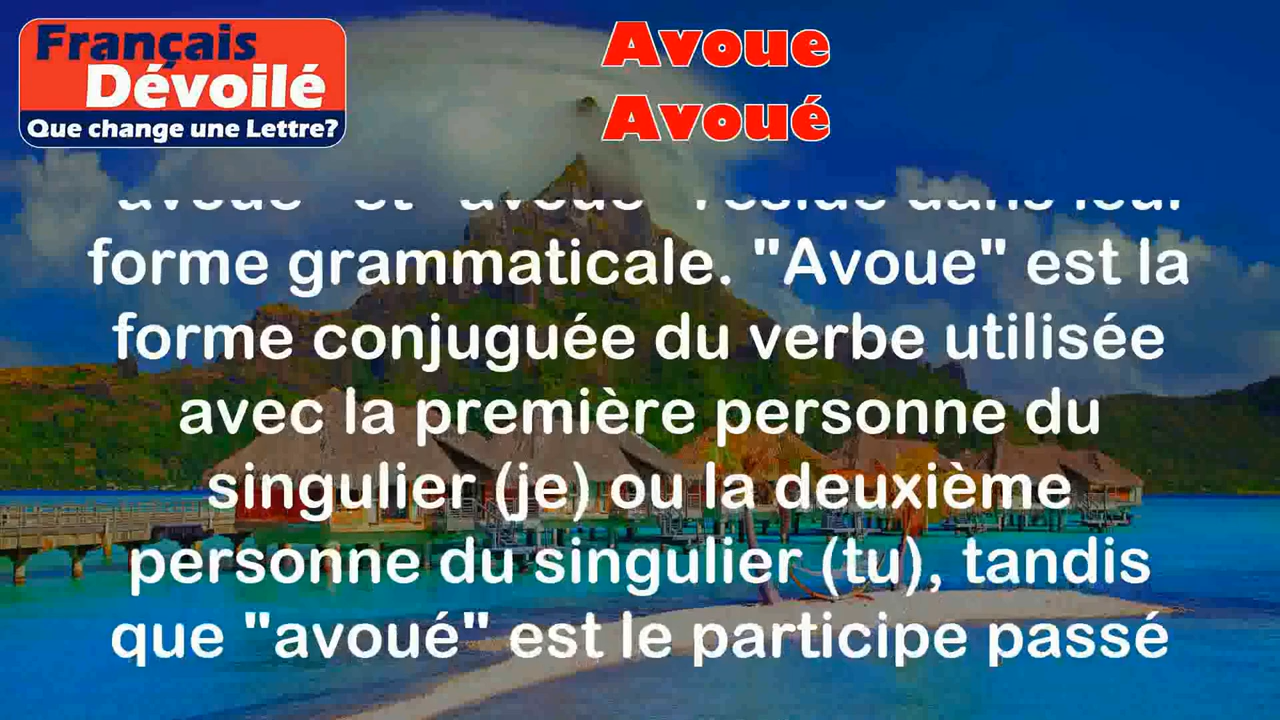 Français
Dévoilé
Que change une Lettre?
Avoue
Avoué
forme grammaticale. "Avoue" est la
forme conjuguée du verbe utilisée
avec la première personne du
singulier (je) ou la deuxième
personne du singulier (tu), tandis
que "avoué" est le participe passé